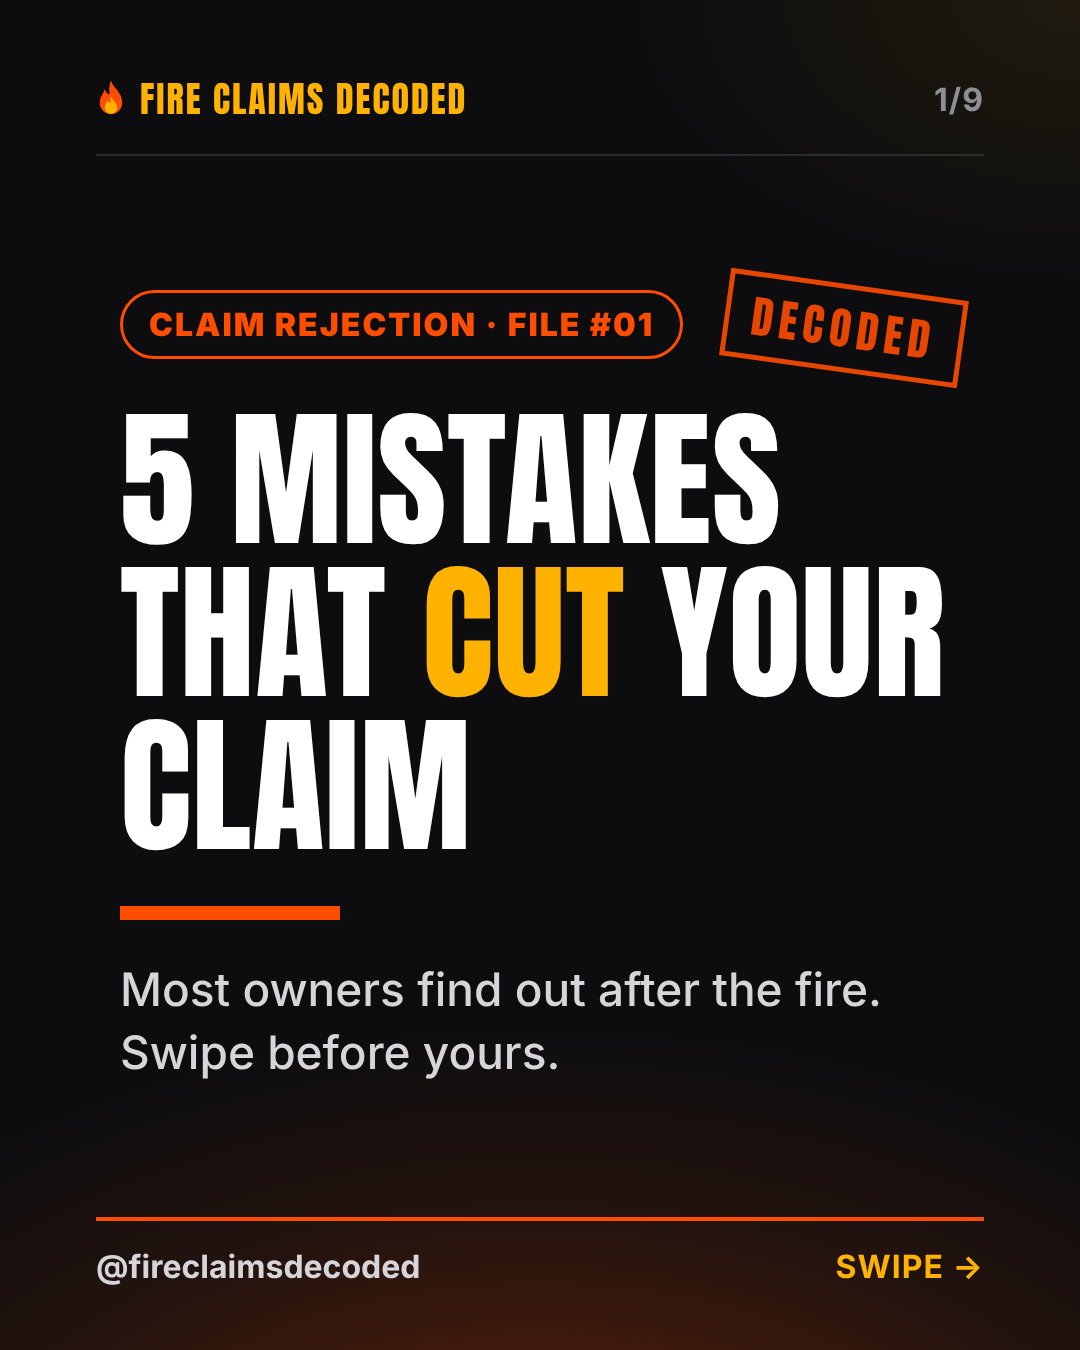 🔥 FIRE CLAIMS DECODED
1/9
CLAIM REJECTION · FILE #01
DECODED
5 MISTAKES
THAT CUT YOUR
CLAIM
Most owners find out after the fire.
Swipe before yours.
@fireclaimsdecoded
SWIPE →